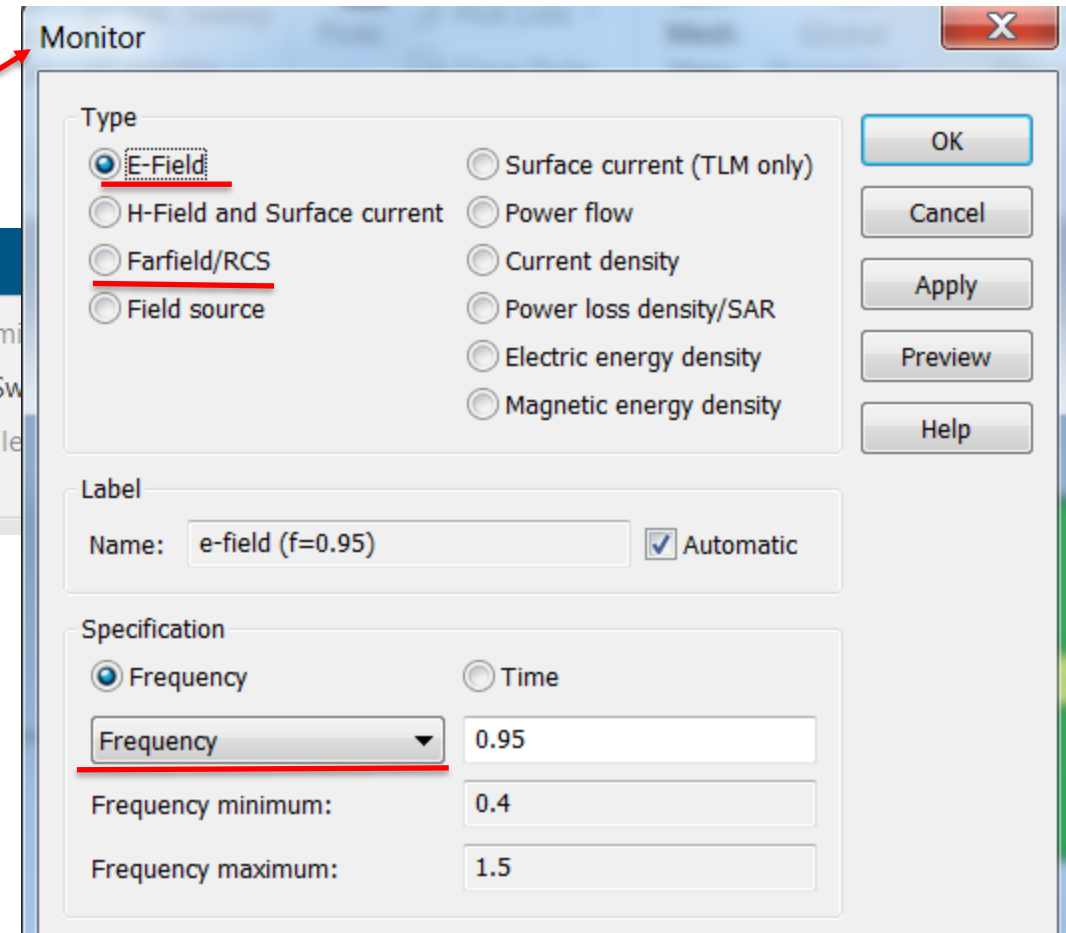 Monitor
Type
E-Field
H-Field and Surface current
Farfield/RCS
Field source
Surface current (TLM only)
Power flow
Current density
Power loss density/SAR
Electric energy density
Magnetic energy density
OK
Cancel
Apply
Preview
Help
Label
Name: e-field (f=0.95) Automatic
Specification
Frequency Time
Frequency 0.95
Frequency minimum: 0.4
Frequency maximum: 1.5